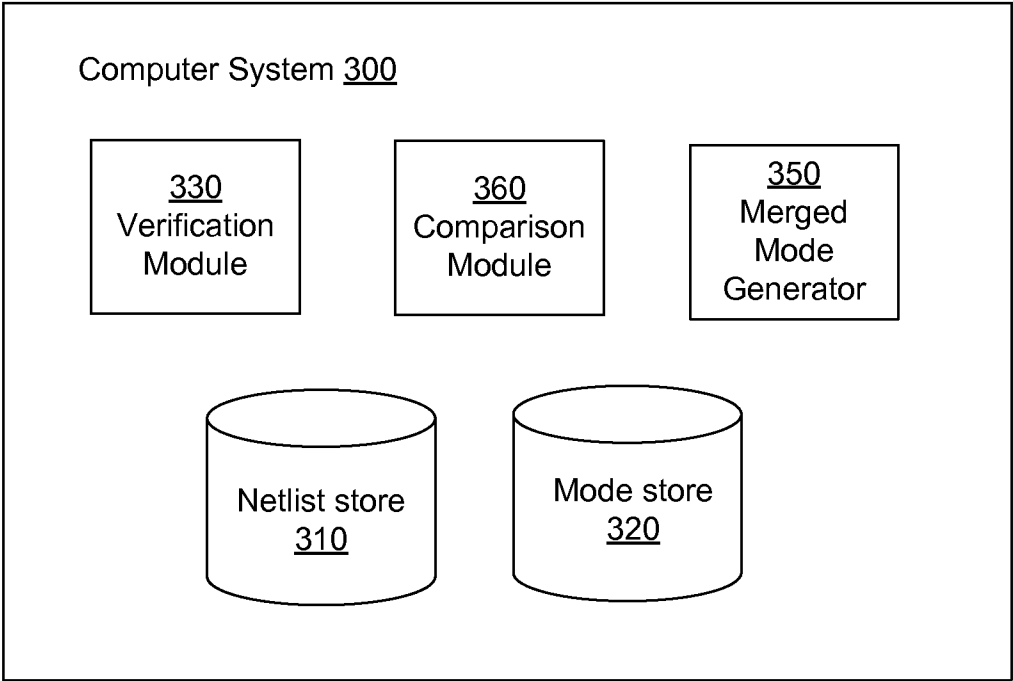 Computer System 300
330
Verification
Module
360
Comparison
Module
350
Merged
Mode
Generator
Netlist store
310
Mode store
320